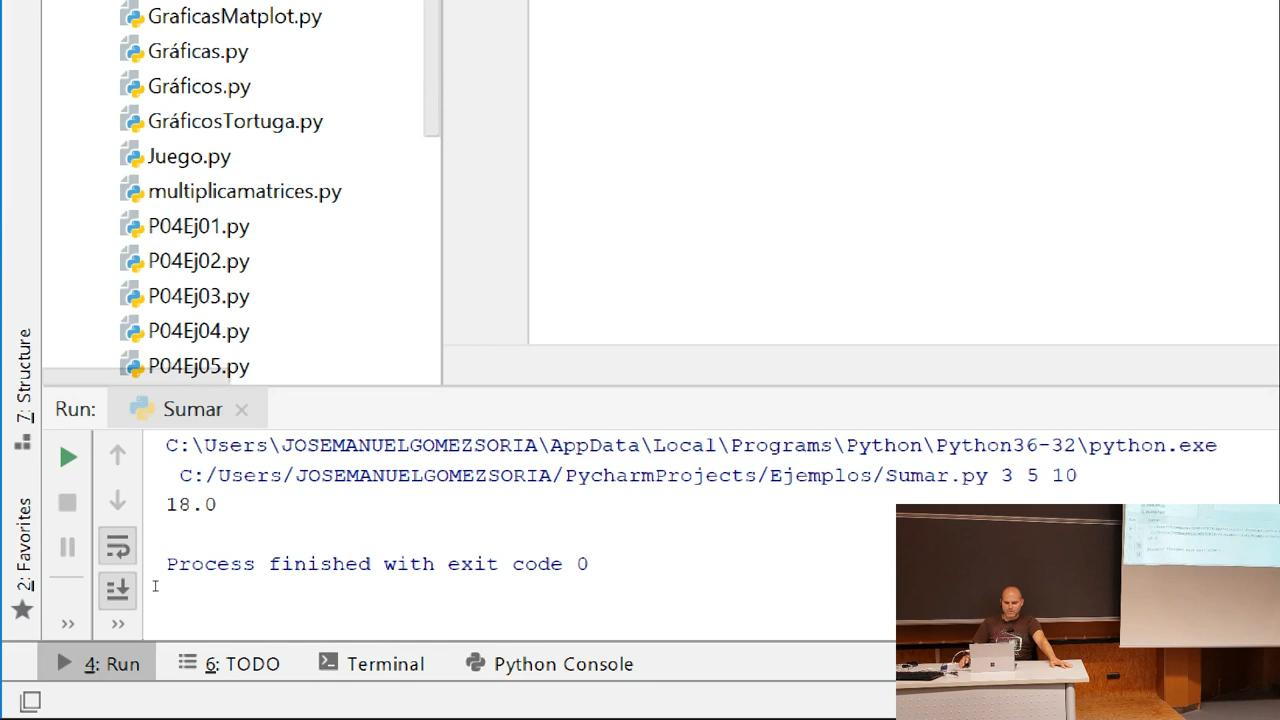 GraficasMatplot.py
Gráficas.py
Gráficos.py
GráficosTortuga.py
Juego.py
multiplicamatrices.py
P04Ej01.py
P04Ej02.py
P04Ej03.py
P04Ej04.py
P04Ej05.py
7: Structure
2: Favorites
Run: Sumar
C:\Users\JOSEMANUELGOMEZSORIA\AppData\Local\Programs\Python\Python36-32\python.exe
C:/Users/JOSEMANUELGOMEZSORIA/PycharmProjects/Ejemplos/Sumar.py 3 5 10
18.0
Process finished with exit code 0
4: Run 6: TODO Terminal Python Console